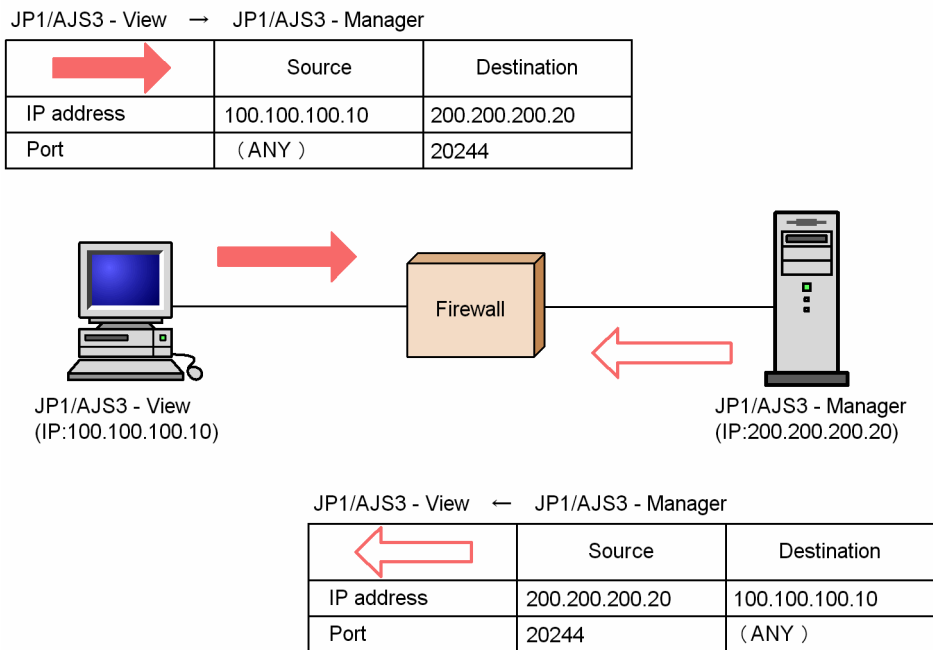 JP1/AJS3 - View → JP1/AJS3 - Manager
Source Destination
IP address 100.100.100.10 200.200.200.20
Port （ANY ） 20244
Firewall
JP1/AJS3 - View
(IP:100.100.100.10)
JP1/AJS3 - Manager
(IP:200.200.200.20)
JP1/AJS3 - View ← JP1/AJS3 - Manager
Source Destination
IP address 200.200.200.20 100.100.100.10
Port 20244 （ANY ）